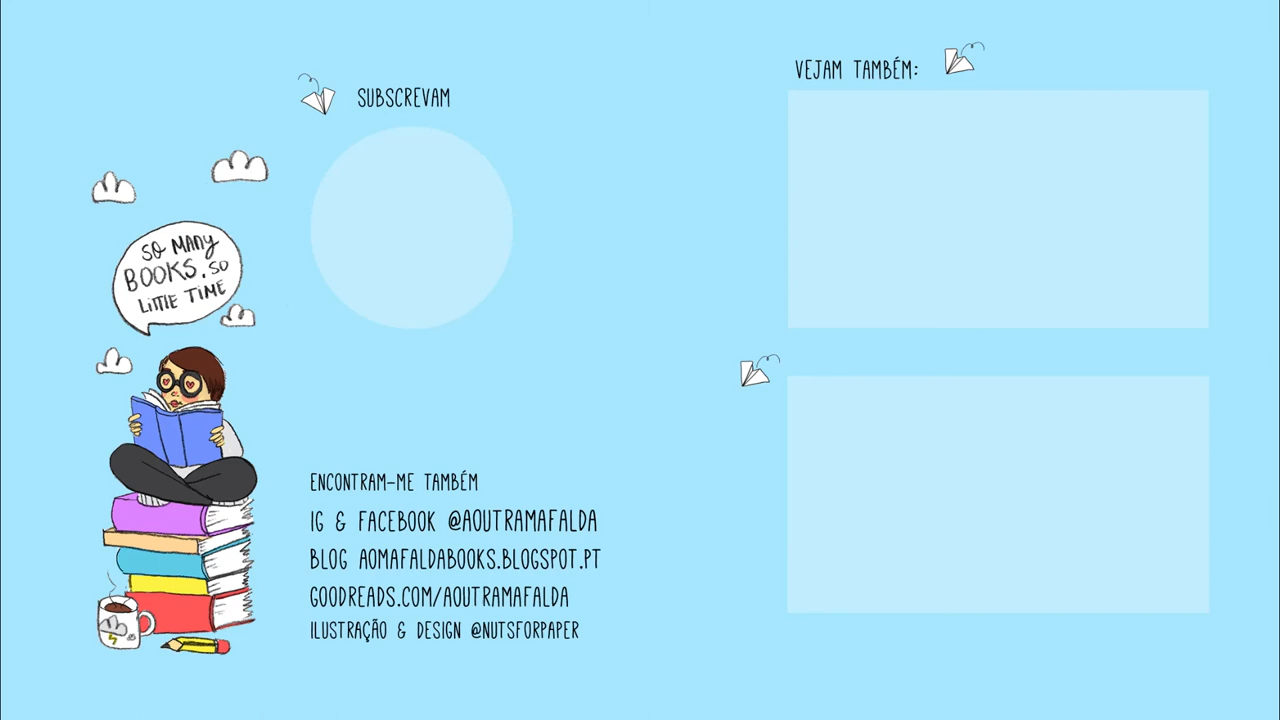 SUBSCREVAM
VEJAM TAMBÉM:
SO MANY
BOOKS, SO
LITTLE TIME
ENCONTRAM-ME TAMBÉM
IG & FACEBOOK @AOUTRAMAFALDA
BLOG AOMAFALDABOOKS.BLOGSPOT.PT
GOODREADS.COM/AOUTRAMAFALDA
ILUSTRAÇÃO & DESIGN @NUTSFORPAPER